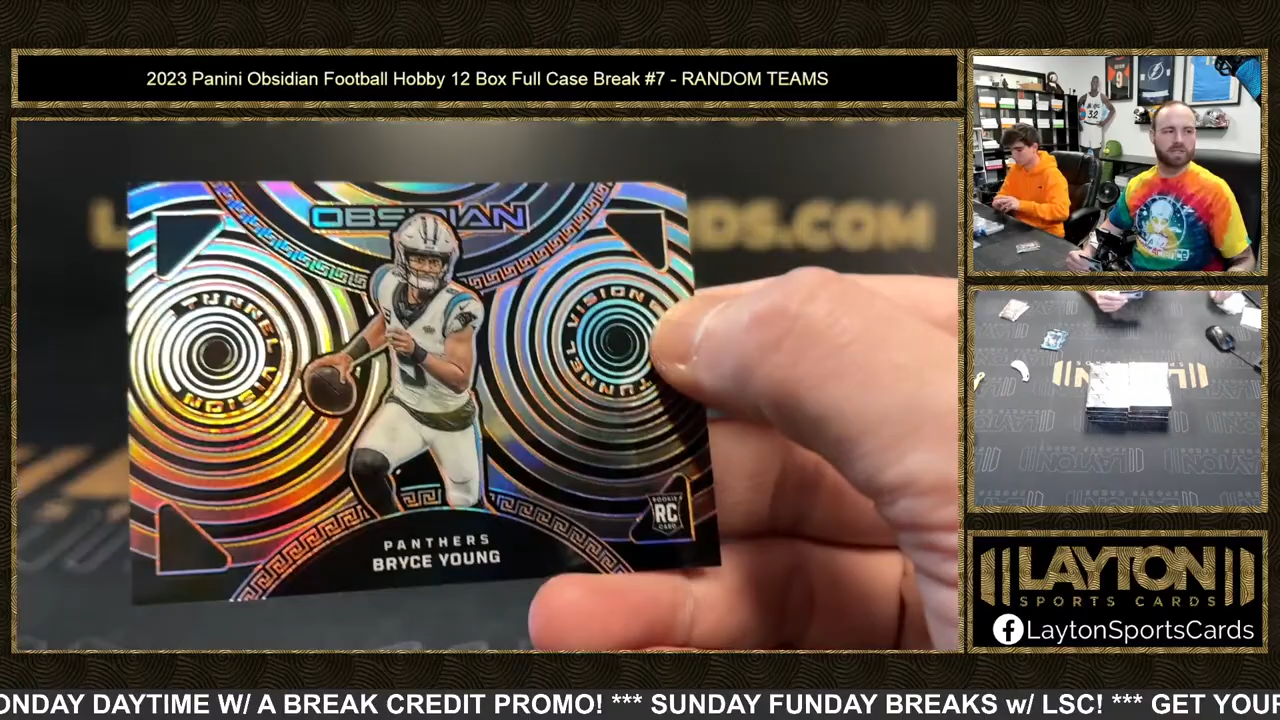 2023 Panini Obsidian Football Hobby 12 Box Full Case Break #7 - RANDOM TEAMS
OBSIDIAN
TUNNEL VISION
TUNNEL VISION
ROOKIE
RC
CARD
PANTHERS
BRYCE YOUNG
9
32
LAYTON
SPORTS CARDS
LaytonSportsCards
ONDAY DAYTIME W/ A BREAK CREDIT PROMO! *** SUNDAY FUNDAY BREAKS w/ LSC! *** GET YOUR